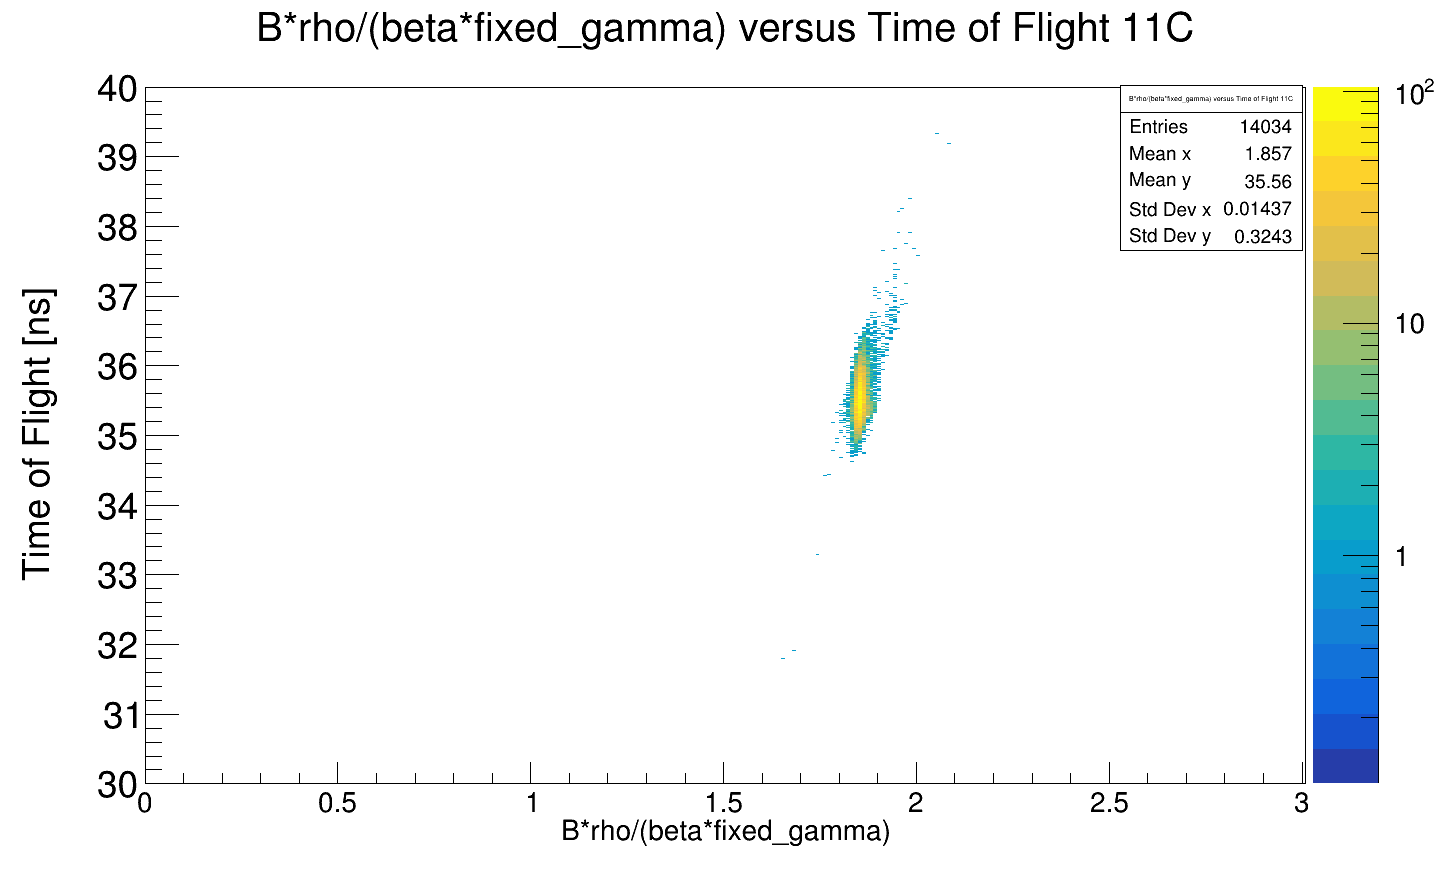 B*rho/(beta*fixed_gamma) versus Time of Flight 11C
B*rho/(beta*fixed_gamma) versus Time of Flight 11C
Entries 14034
Mean x 1.857
Mean y 35.56
Std Dev x 0.01437
Std Dev y 0.3243
Time of Flight [ns]
40
39
38
37
36
35
34
33
32
31
30
0 0.5 1 1.5 2 2.5 3
B*rho/(beta*fixed_gamma)
10²
10
1